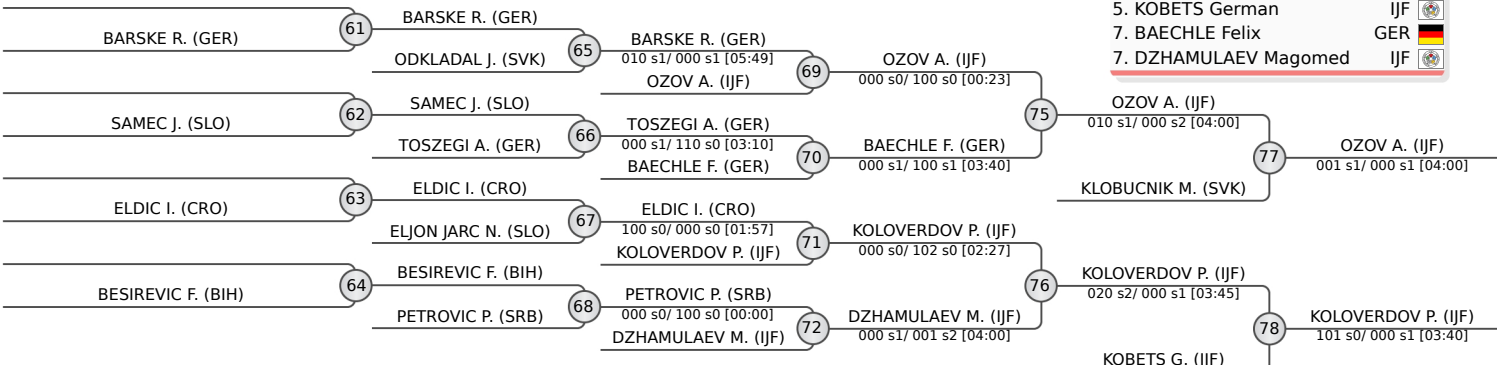 BARSKE R. (GER)
61
BARSKE R. (GER)
ODKLADAL J. (SVK)
65
BARSKE R. (GER)
010 s1/ 000 s1 [05:49]
OZOV A. (IJF)
69
OZOV A. (IJF)
000 s0/ 100 s0 [00:23]
SAMEC J. (SLO)
62
SAMEC J. (SLO)
TOSZEGI A. (GER)
66
TOSZEGI A. (GER)
000 s1/ 110 s0 [03:10]
BAECHLE F. (GER)
70
BAECHLE F. (GER)
000 s1/ 100 s1 [03:40]
75
OZOV A. (IJF)
010 s1/ 000 s2 [04:00]
KLOBUCNIK M. (SVK)
77
OZOV A. (IJF)
001 s1/ 000 s1 [04:00]
ELDIC I. (CRO)
63
ELDIC I. (CRO)
ELJON JARC N. (SLO)
67
ELDIC I. (CRO)
100 s0/ 000 s0 [01:57]
KOLOVERDOV P. (IJF)
71
KOLOVERDOV P. (IJF)
000 s0/ 102 s0 [02:27]
BESIREVIC F. (BIH)
64
BESIREVIC F. (BIH)
PETROVIC P. (SRB)
68
PETROVIC P. (SRB)
000 s0/ 100 s0 [00:00]
DZHAMULAEV M. (IJF)
72
DZHAMULAEV M. (IJF)
000 s1/ 001 s2 [04:00]
76
KOLOVERDOV P. (IJF)
020 s2/ 000 s1 [03:45]
KOBETS G. (IJF)
78
KOLOVERDOV P. (IJF)
101 s0/ 000 s1 [03:40]
5. KOBETS German IJF
7. BAECHLE Felix GER
7. DZHAMULAEV Magomed IJF